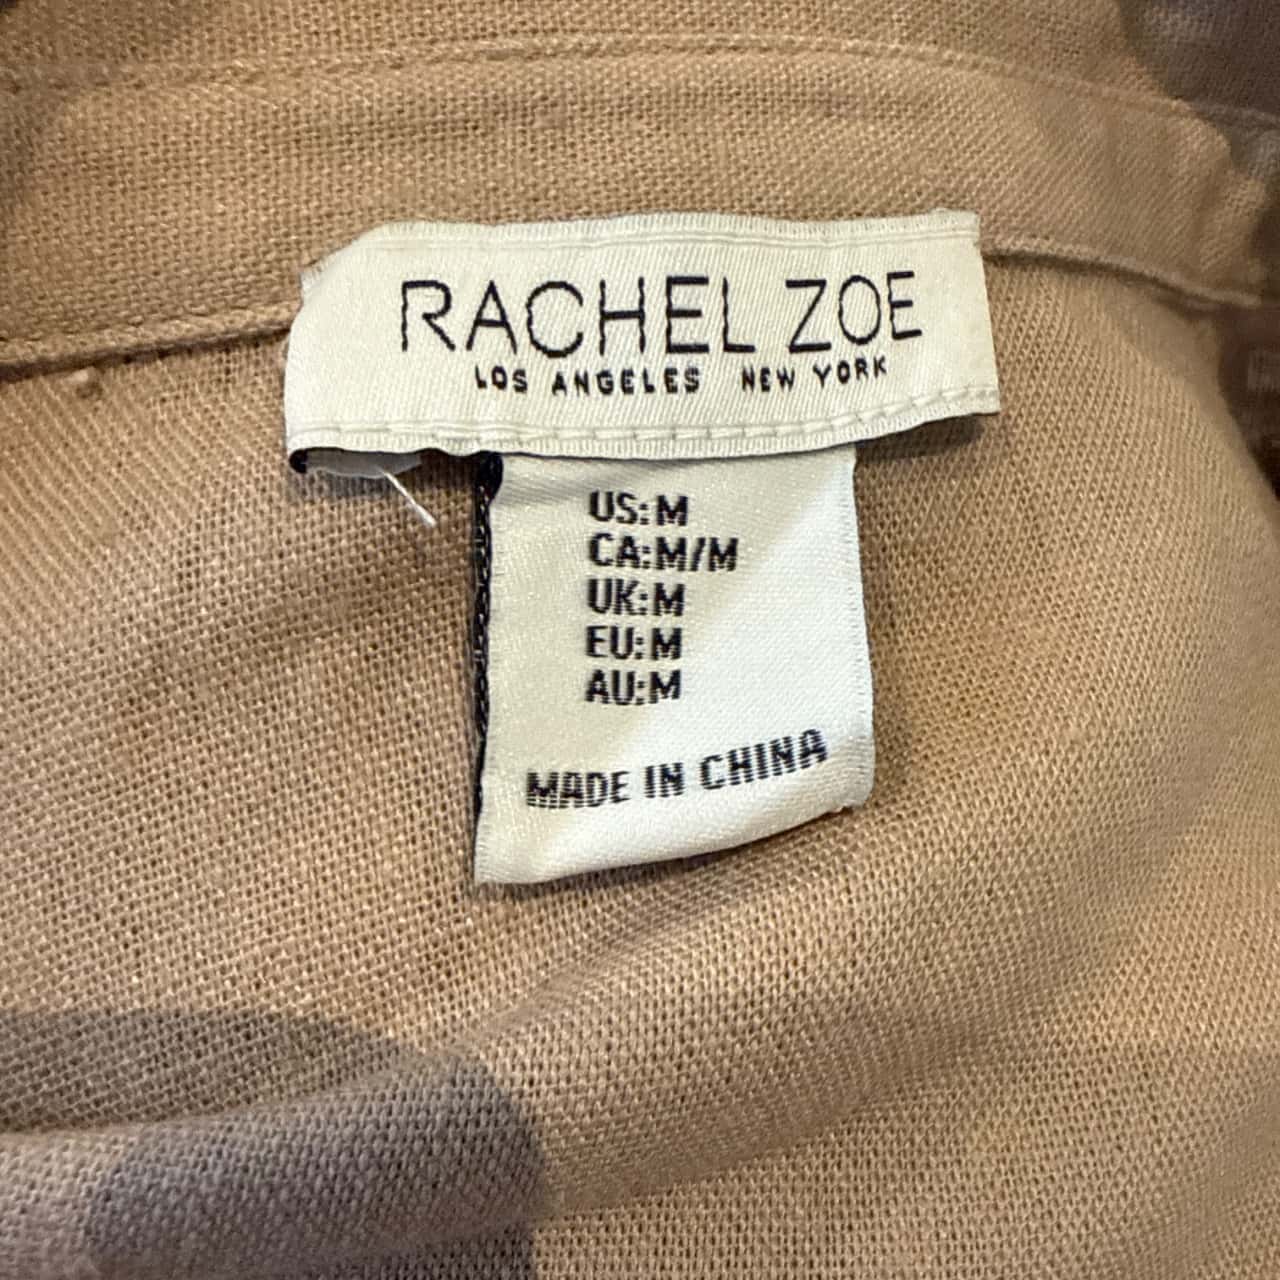 RACHEL ZOE
LOS ANGELES NEW YORK
US:M
CA:M/M
UK:M
EU:M
AU:M
MADE IN CHINA